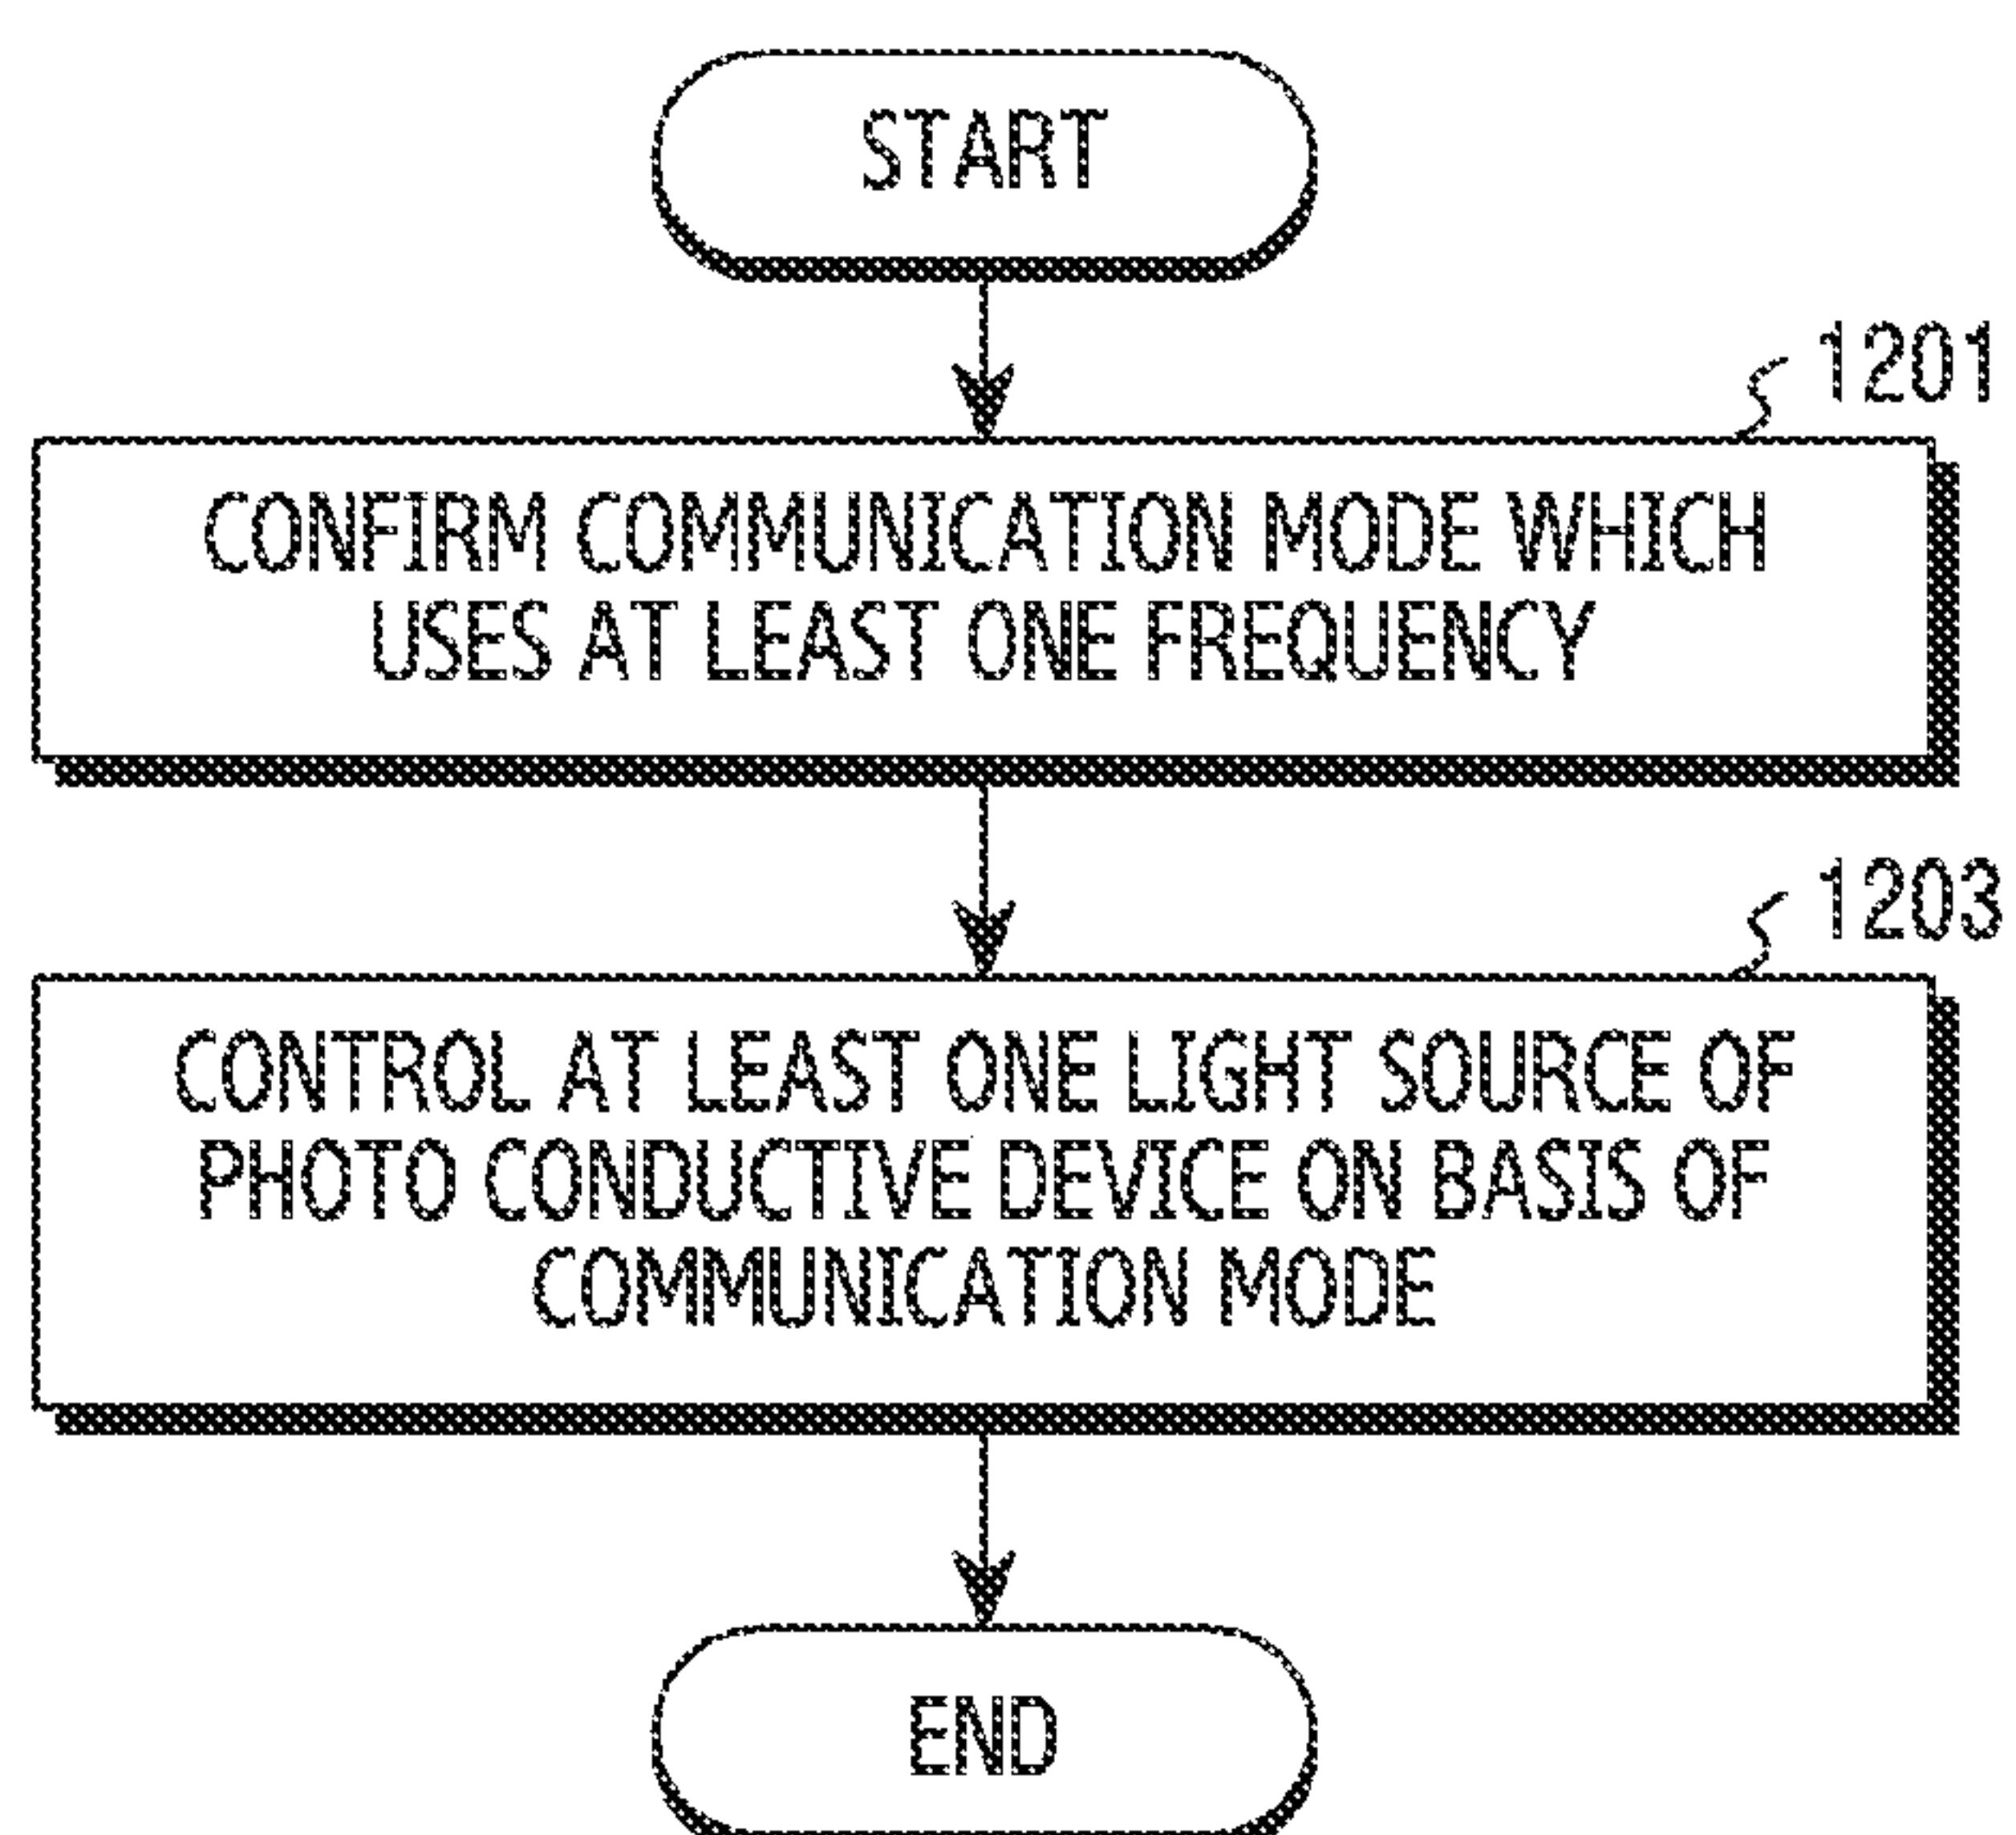 START
1201
CONFIRM COMMUNICATION MODE WHICH
USES AT LEAST ONE FREQUENCY
1203
CONTROL AT LEAST ONE LIGHT SOURCE OF
PHOTO CONDUCTIVE DEVICE ON BASIS OF
COMMUNICATION MODE
END